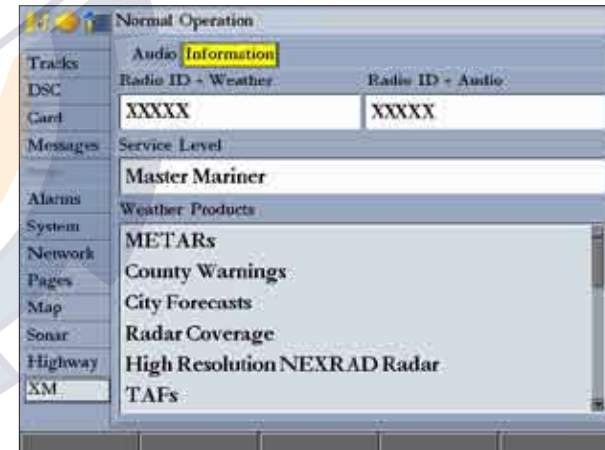 Normal Operation
Tracks
DSC
Card
Messages
Alarms
System
Network
Pages
Map
Sonar
Highway
XM
Audio Information
Radio ID - Weather Radio ID - Audio
XXXXX XXXXX
Service Level
Master Mariner
Weather Products
METARs
County Warnings
City Forecasts
Radar Coverage
High Resolution NEXRAD Radar
TAFs